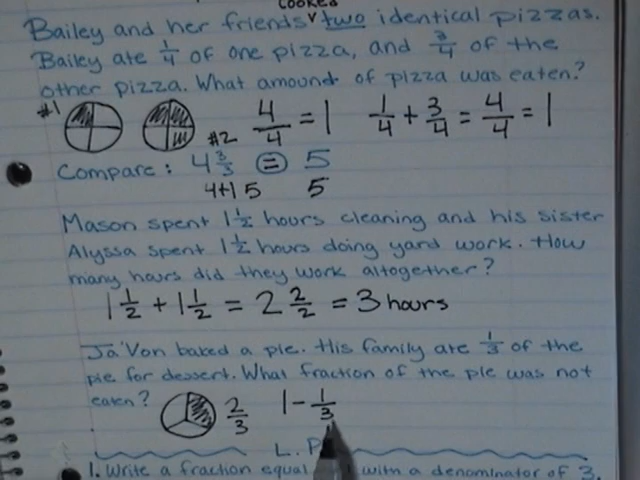 cooked
Bailey and her friends ˅ two identical pizzas.
Bailey ate 1/4 of one pizza, and 3/4 of the
other pizza. What amount of pizza was eaten?
#1 #2 4/4 = 1 1/4 + 3/4 = 4/4 = 1
Compare: 4 3/3 = 5
4+1 5 5
Mason spent 1 1/2 hours cleaning and his sister
Alyssa spent 1 1/2 hours doing yard work. How
many hours did they work altogether?
1 1/2 + 1 1/2 = 2 2/2 = 3 hours
Ja'Von baked a pie. His family ate 1/3 of the
pie for dessert. What fraction of the pie was not
eaten? 2/3 1 - 1/3
L. P
1. Write a fraction equal with a denominator of 3.